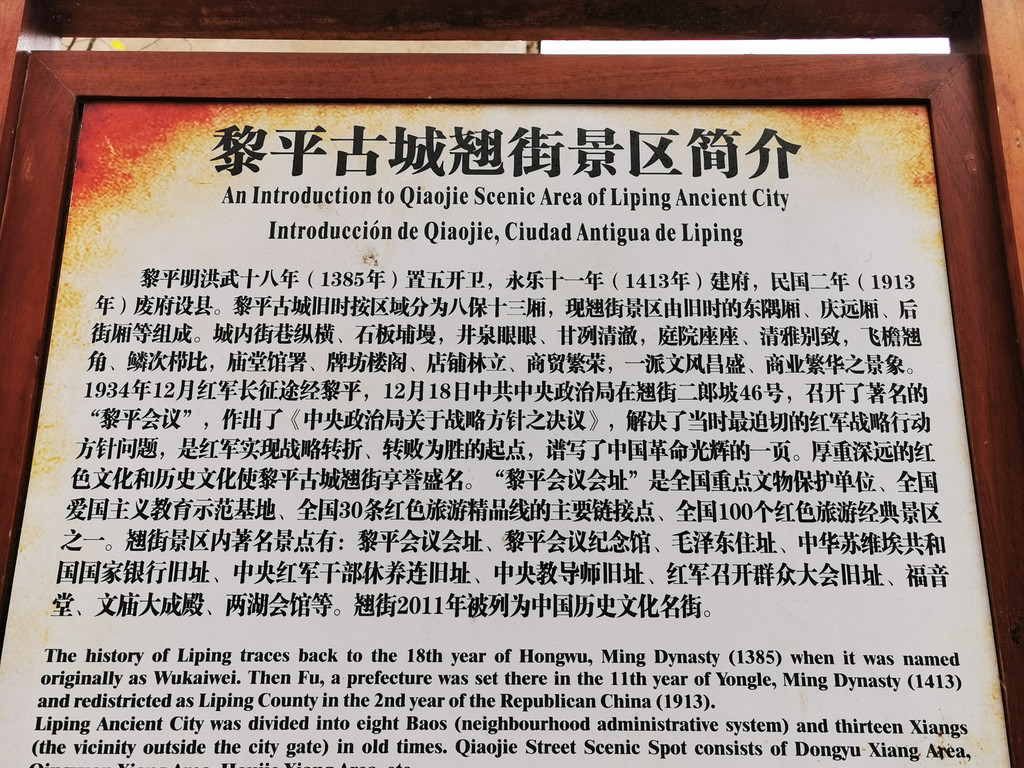 黎平古城翘街景区简介
An Introduction to Qiaojie Scenic Area of Liping Ancient City
Introducción de Qiaojie, Ciudad Antigua de Liping
黎平明洪武十八年（1385年）置五开卫，永乐十一年（1413年）建府，民国二年（1913
年）废府设县。黎平古城旧时按区域分为八保十三厢，现翘街景区由旧时的东隅厢、庆远厢、后
街厢等组成。城内街巷纵横、石板埔墁，井泉眼眼、甘冽清澈，庭院座座、清雅别致，飞檐翘
角、鳞次栉比，庙堂馆署、牌坊楼阁、店铺林立、商贸繁荣，一派文风昌盛、商业繁华之景象。
1934年12月红军长征途经黎平，12月18日中共中央政治局在翘街二郎坡46号，召开了著名的
“黎平会议”，作出了《中央政治局关于战略方针之决议》，解决了当时最迫切的红军战略行动
方针问题，是红军实现战略转折、转败为胜的起点，谱写了中国革命光辉的一页。厚重深远的红
色文化和历史文化使黎平古城翘街享誉盛名。“黎平会议会址”是全国重点文物保护单位、全国
爱国主义教育示范基地、全国30条红色旅游精品线的主要链接点、全国100个红色旅游经典景区
之一。翘街景区内著名景点有：黎平会议会址、黎平会议纪念馆、毛泽东住址、中华苏维埃共和
国国家银行旧址、中央红军干部休养连旧址、中央教导师旧址、红军召开群众大会旧址、福音
堂、文庙大成殿、两湖会馆等。翘街2011年被列为中国历史文化名街。
The history of Liping traces back to the 18th year of Hongwu, Ming Dynasty (1385) when it was named
originally as Wukaiwei. Then Fu, a prefecture was set there in the 11th year of Yongle, Ming Dynasty (1413)
and redistricted as Liping County in the 2nd year of the Republican China (1913).
Liping Ancient City was divided into eight Baos (neighbourhood administrative system) and thirteen Xiangs
(the vicinity outside the city gate) in old times. Qiaojie Street Scenic Spot consists of Dongyu Xiang Area,